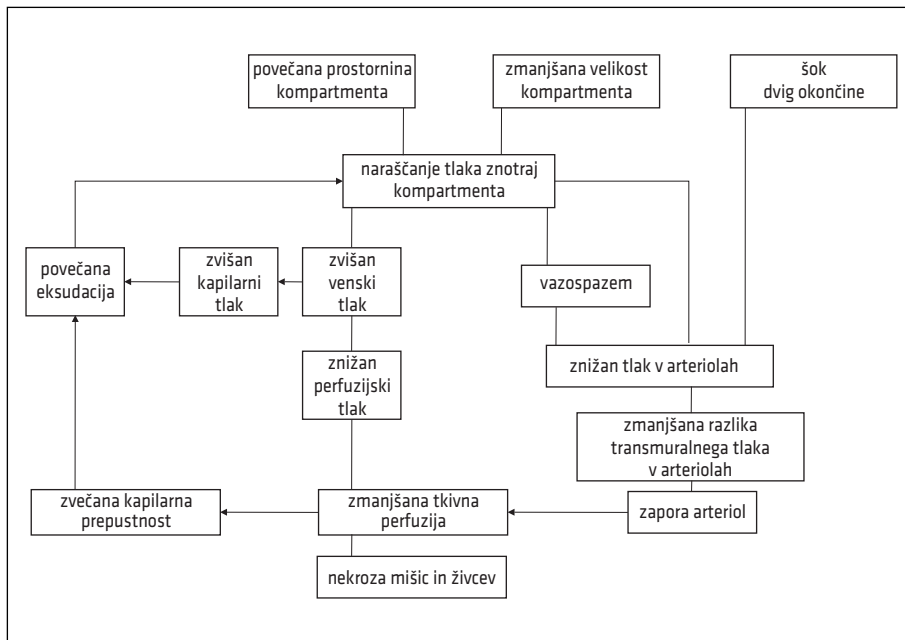 povečana prostornina
kompartmenta
zmanjšana velikost
kompartmenta
šok
dvig okončine
naraščanje tlaka znotraj
kompartmenta
povečana
eksudacija
zvišan
kapilarni
tlak
zvišan
venski
tlak
vazospazem
znižan
perfuzijski
tlak
znižan tlak v arteriolah
zmanjšana razlika
transmuralnega tlaka
v arteriolah
zvečana kapilarna
prepustnost
zmanjšana tkivna
perfuzija
zapora arteriol
nekroza mišic in živcev